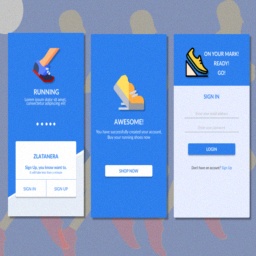 RUNNING
Lorem ipsum dolor sit amet,
consectetur adipiscing elit.
ZLATANERA
Sign Up, you know want to.
SIGN IN
SIGN UP
AWESOME!
You have successfully created your account.
Buy your running shoes now.
SHOP NOW
ON YOUR MARK!
READY!
GO!
SIGN IN
LOGIN
Don't have an account? Sign Up